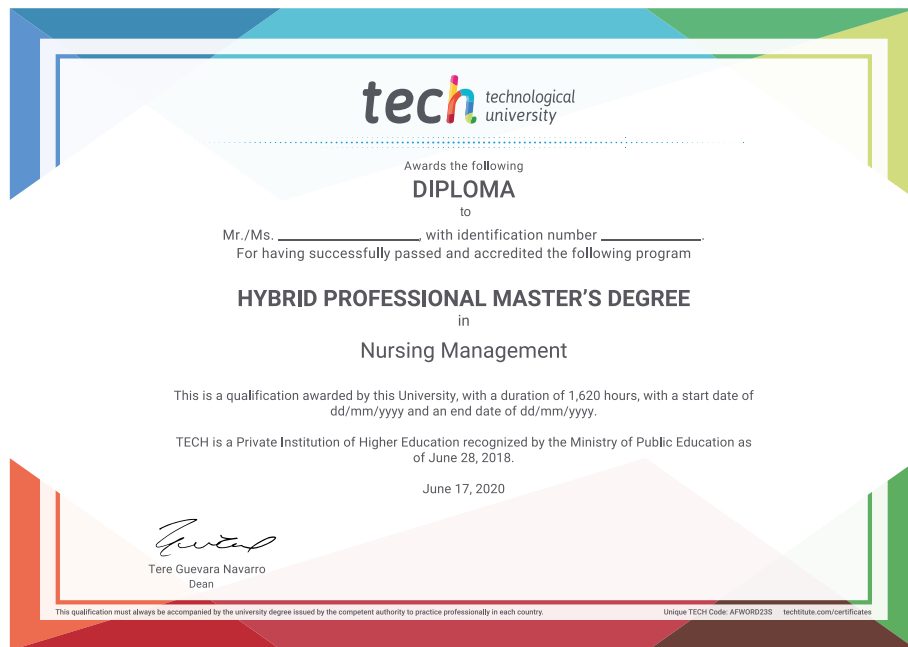 tech technological
university
Awards the following
DIPLOMA
to
Mr./Ms. ____________________, with identification number ______________.
For having successfully passed and accredited the following program
HYBRID PROFESSIONAL MASTER'S DEGREE
in
Nursing Management
This is a qualification awarded by this University, with a duration of 1,620 hours, with a start date of
dd/mm/yyyy and an end date of dd/mm/yyyy.
TECH is a Private Institution of Higher Education recognized by the Ministry of Public Education as
of June 28, 2018.
June 17, 2020
Tere Guevara Navarro
Dean
This qualification must always be accompanied by the university degree issued by the competent authority to practice professionally in each country. Unique TECH Code: AFWORD23S techtitute.com/certificates